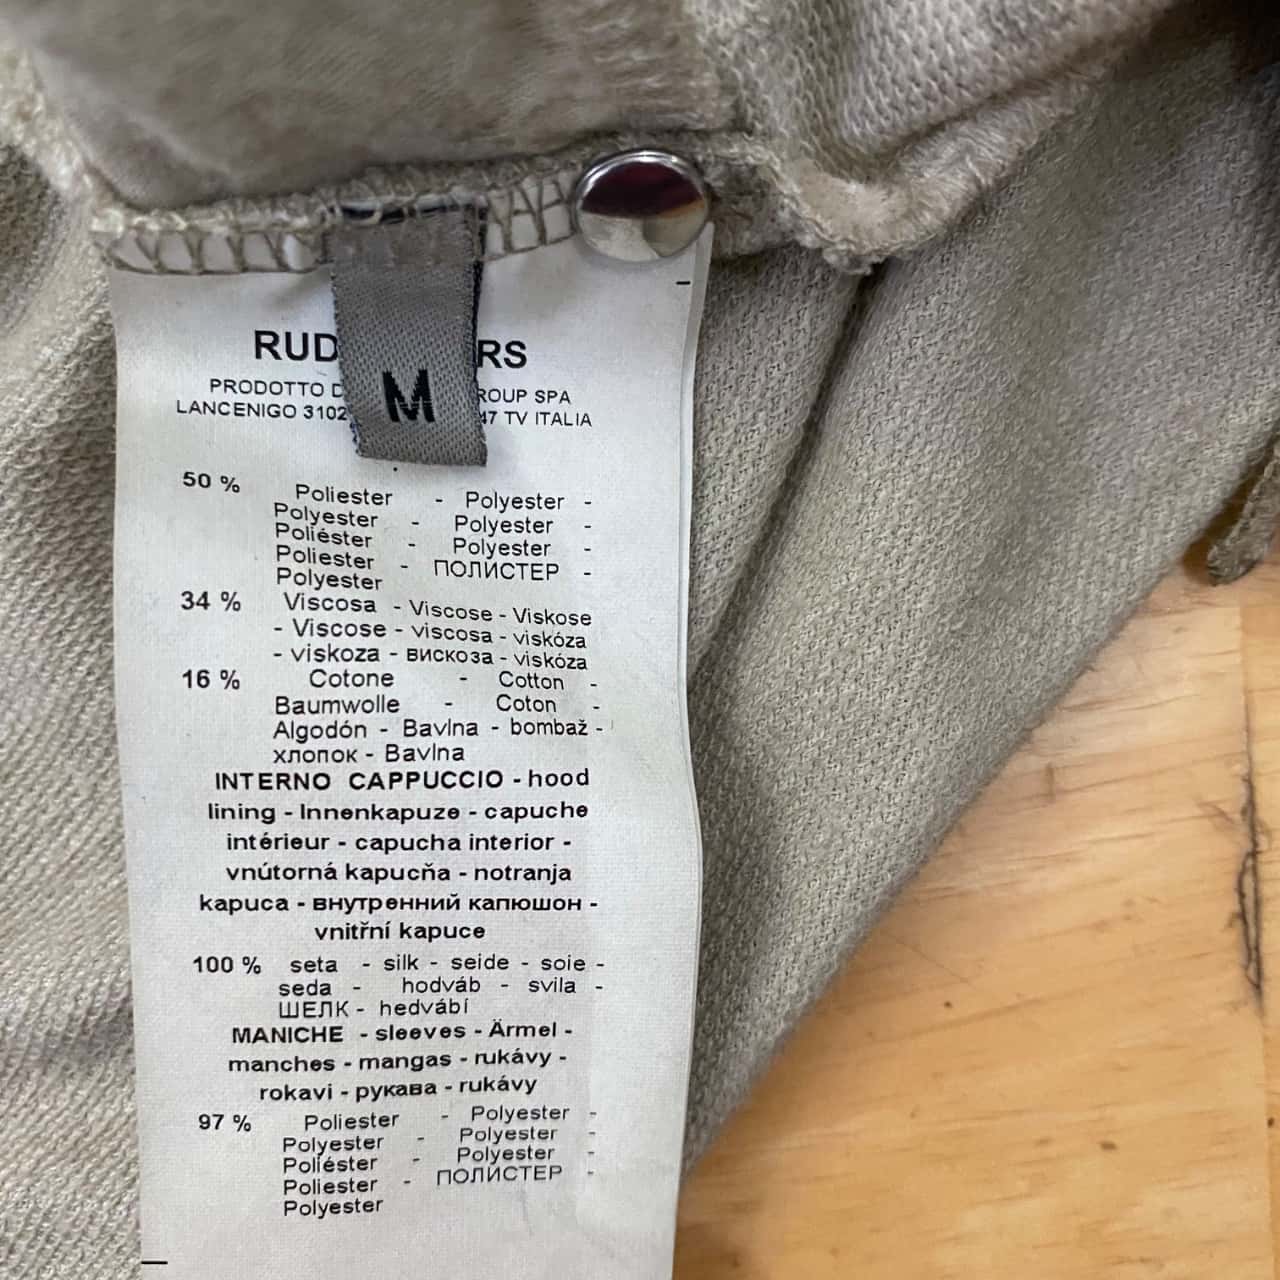 RUD RS
M
PRODOTTO ROUP SPA
LANCENIGO 3102 47 TV ITALIA
50 % Poliester - Polyester -
Polyester - Polyester -
Poliéster - Polyester -
Poliester - ПОЛИСТЕР -
Polyester
34 % Viscosa - Viscose - Viskose
- Viscose - viscosa - viskóza
- viskoza - вискоза - viskóza
16 % Cotone - Cotton -
Baumwolle - Coton -
Algodón - Bavlna - bombaž -
хлопок - Bavlna
INTERNO CAPPUCCIO - hood
lining - Innenkapuze - capuche
intérieur - capucha interior -
vnútorná kapucňa - notranja
kapuca - внутренний капюшон -
vnitřní kapuce
100 % seta - silk - seide - soie -
seda - hodváb - svila -
ШЕЛК - hedvábí
MANICHE - sleeves - Ärmel -
manches - mangas - rukávy -
rokavi - рукава - rukávy
97 % Poliester - Polyester -
Polyester - Polyester -
Poliéster - Polyester -
Poliester - ПОЛИСТЕР -
Polyester